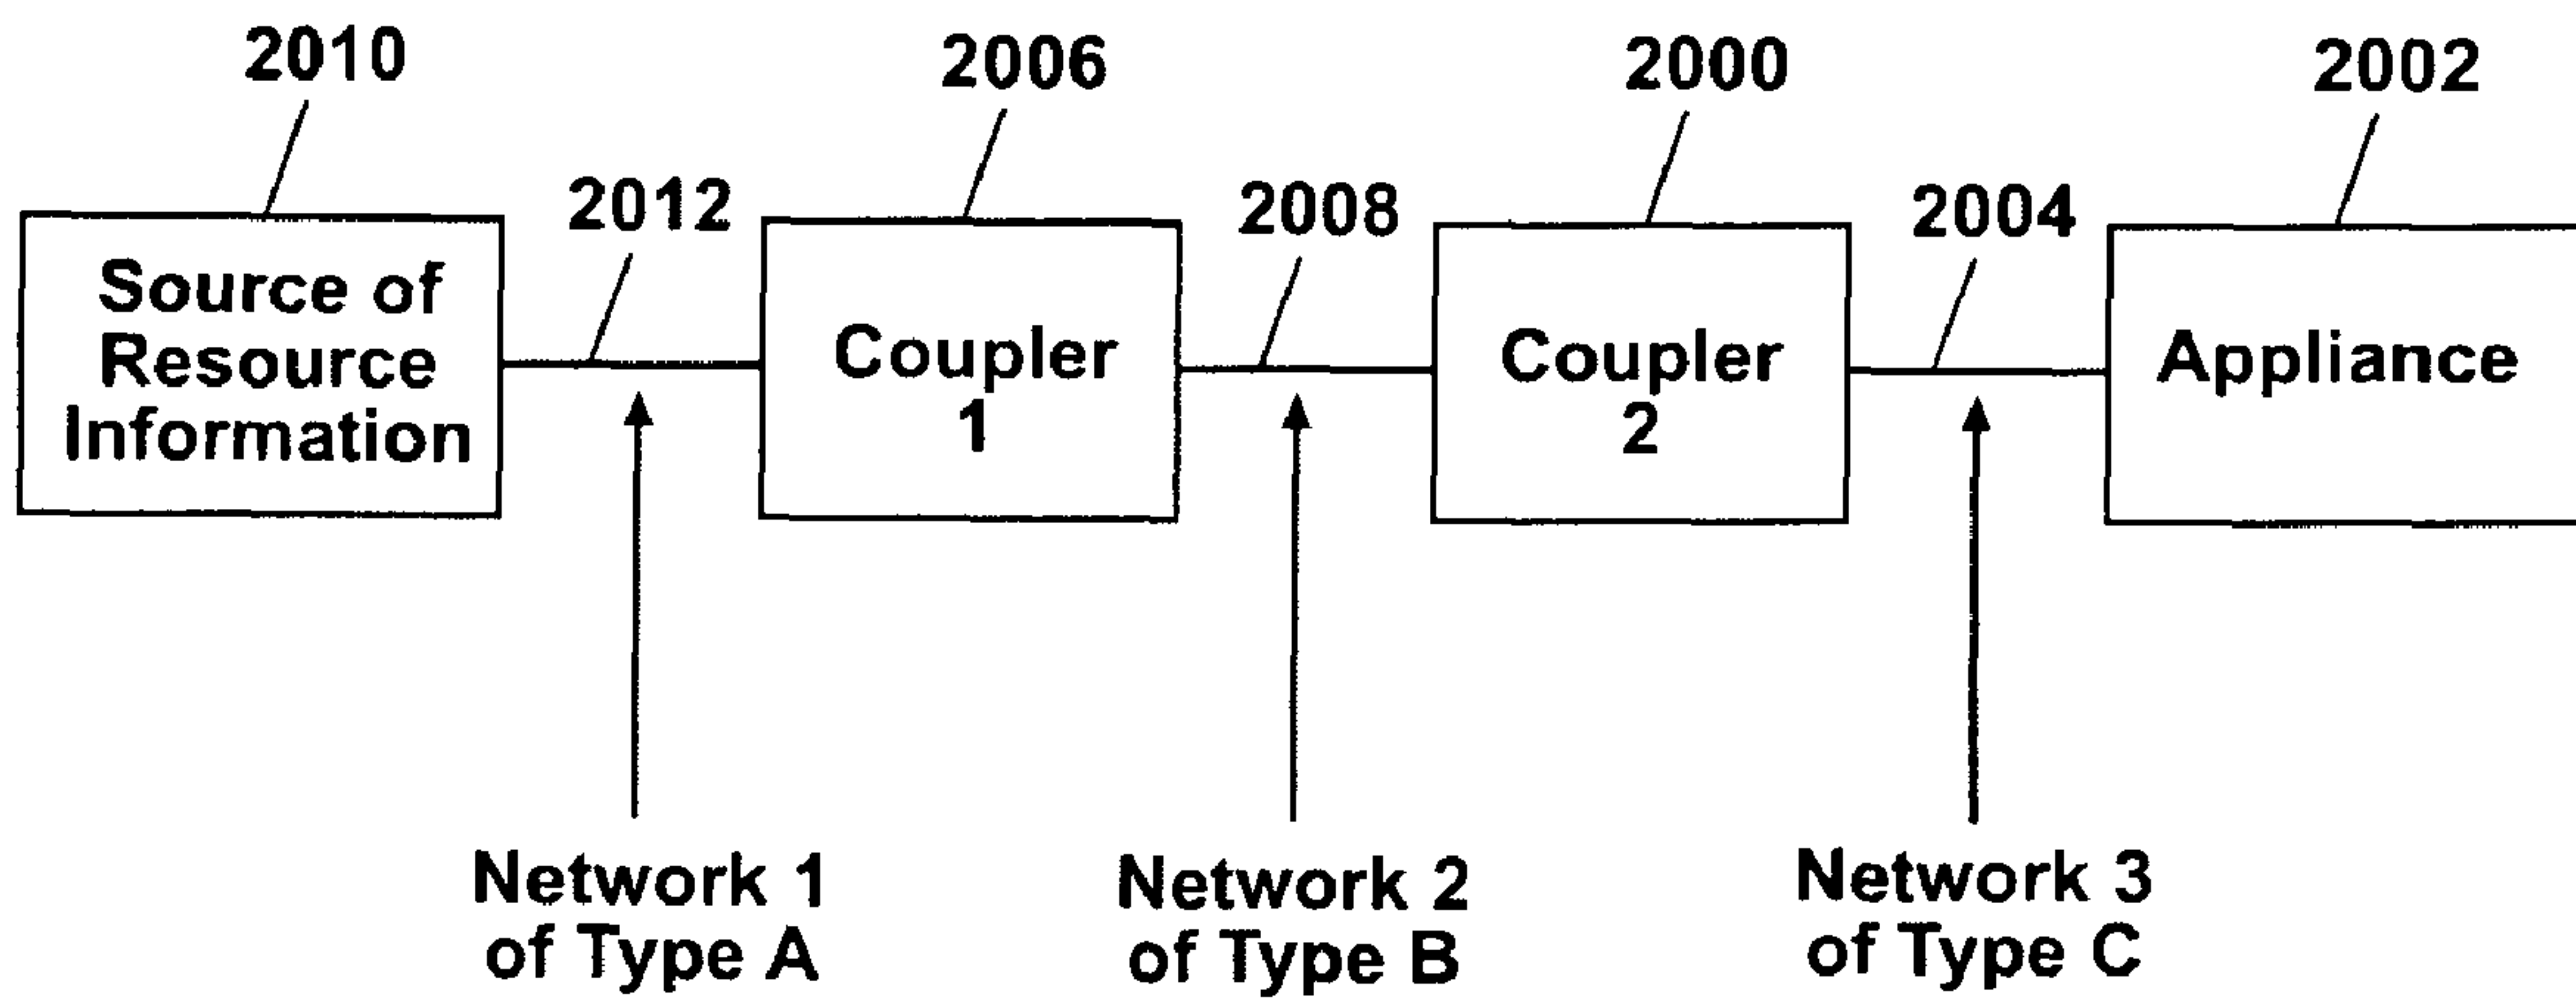 2010
2006
2000
2002
2012
2008
2004
Source of
Resource
Information
Coupler
1
Coupler
2
Appliance
Network 1
of Type A
Network 2
of Type B
Network 3
of Type C